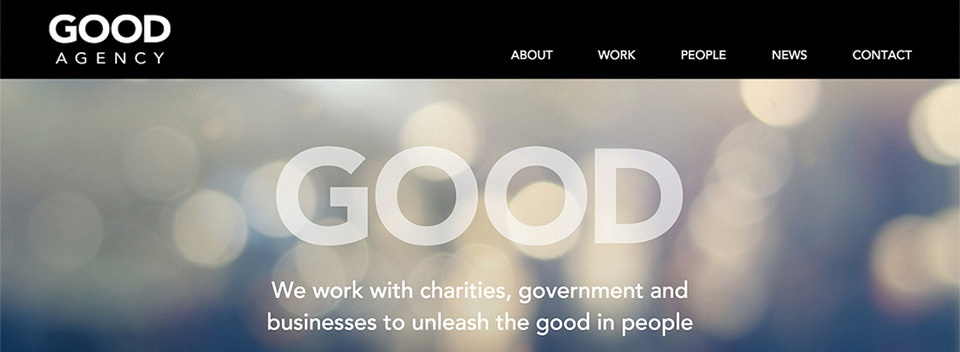 GOOD
AGENCY
ABOUT WORK PEOPLE NEWS CONTACT
GOOD
We work with charities, government and
businesses to unleash the good in people